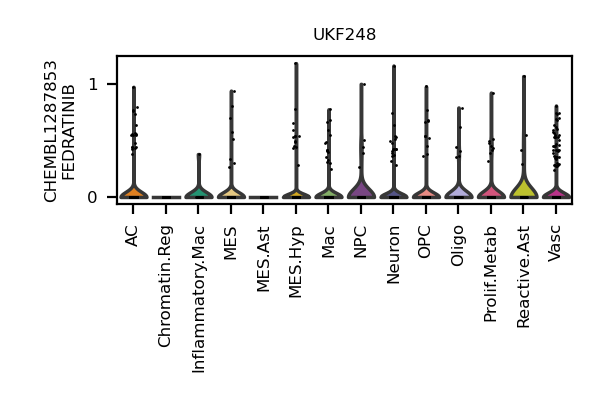 UKF248
CHEMBL1287853
FEDRATINIB
1
0
AC
Chromatin.Reg
Inflammatory.Mac
MES
MES.Ast
MES.Hyp
Mac
NPC
Neuron
OPC
Oligo
Prolif.Metab
Reactive.Ast
Vasc